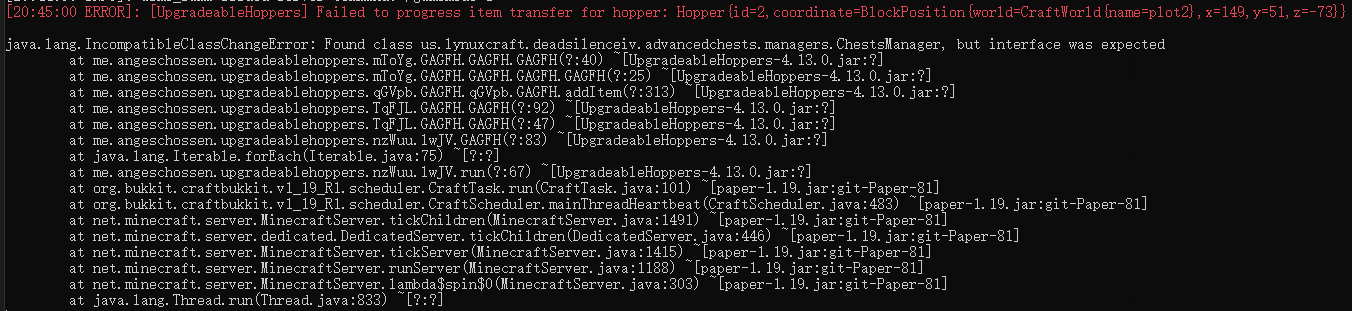 [20:45:00 ERROR]: [UpgradeableHoppers] Failed to progress item transfer for hopper: Hopper{id=2,coordinate=BlockPosition{world=CraftWorld{name=plot2},x=149,y=51,z=-73}}
java.lang.IncompatibleClassChangeError: Found class us.lynuxcraft.deadsilenceiv.advancedchests.managers.ChestsManager, but interface was expected
at me.angeschossen.upgradeablehoppers.mToYg.GAGFH.GAGFH(?:40) ~[UpgradeableHoppers-4.13.0.jar:?]
at me.angeschossen.upgradeablehoppers.mToYg.GAGFH.GAGFH.GAGFH(?:25) ~[UpgradeableHoppers-4.13.0.jar:?]
at me.angeschossen.upgradeablehoppers.qGVpb.GAGFH.qGVpb.GAGFH.addItem(?:313) ~[UpgradeableHoppers-4.13.0.jar:?]
at me.angeschossen.upgradeablehoppers.TqFJL.GAGFH(?:92) ~[UpgradeableHoppers-4.13.0.jar:?]
at me.angeschossen.upgradeablehoppers.TqFJL.GAGFH(?:47) ~[UpgradeableHoppers-4.13.0.jar:?]
at me.angeschossen.upgradeablehoppers.nzWuu.1wJV.GAGFH(?:83) ~[UpgradeableHoppers-4.13.0.jar:?]
at java.lang.Iterable.forEach(Iterable.java:75) ~[?:?]
at me.angeschossen.upgradeablehoppers.nzWuu.1wJV.run(?:67) ~[UpgradeableHoppers-4.13.0.jar:?]
at org.bukkit.craftbukkit.v1_19_R1.scheduler.CraftTask.run(CraftTask.java:101) ~[paper-1.19.jar:git-Paper-81]
at org.bukkit.craftbukkit.v1_19_R1.scheduler.CraftScheduler.mainThreadHeartbeat(CraftScheduler.java:483) ~[paper-1.19.jar:git-Paper-81]
at net.minecraft.server.MinecraftServer.tickChildren(MinecraftServer.java:1491) ~[paper-1.19.jar:git-Paper-81]
at net.minecraft.server.dedicated.DedicatedServer.tickChildren(DedicatedServer.java:446) ~[paper-1.19.jar:git-Paper-81]
at net.minecraft.server.MinecraftServer.tickServer(MinecraftServer.java:1415) ~[paper-1.19.jar:git-Paper-81]
at net.minecraft.server.MinecraftServer.runServer(MinecraftServer.java:1188) ~[paper-1.19.jar:git-Paper-81]
at net.minecraft.server.MinecraftServer.lambda$spin$0(MinecraftServer.java:303) ~[paper-1.19.jar:git-Paper-81]
at java.lang.Thread.run(Thread.java:833) ~[?:?]